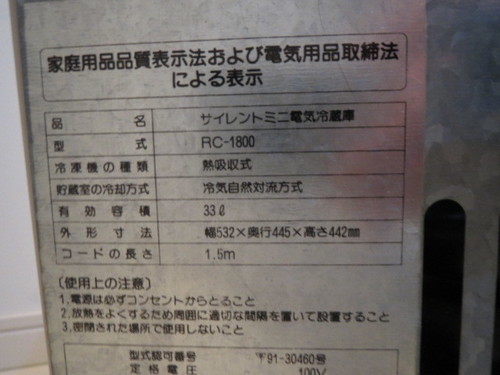 家庭用品品質表示法および電気用品取締法
による表示
品名 サイレントミニ電気冷蔵庫
型式 RC-1800
冷凍機の種類 熱吸収式
貯蔵室の冷却方式 冷気自然対流方式
有効容積 33ℓ
外形寸法 幅532×奥行445×高さ442㎜
コードの長さ 1.5m
〔使用上の注意〕
1,電源は必ずコンセントからとること
2,放熱をよくするため周囲に適切な間隔を置いて設置すること
3,密閉された場所で使用しないこと
型式認可番号 〒91-30460号
定格電圧 100V